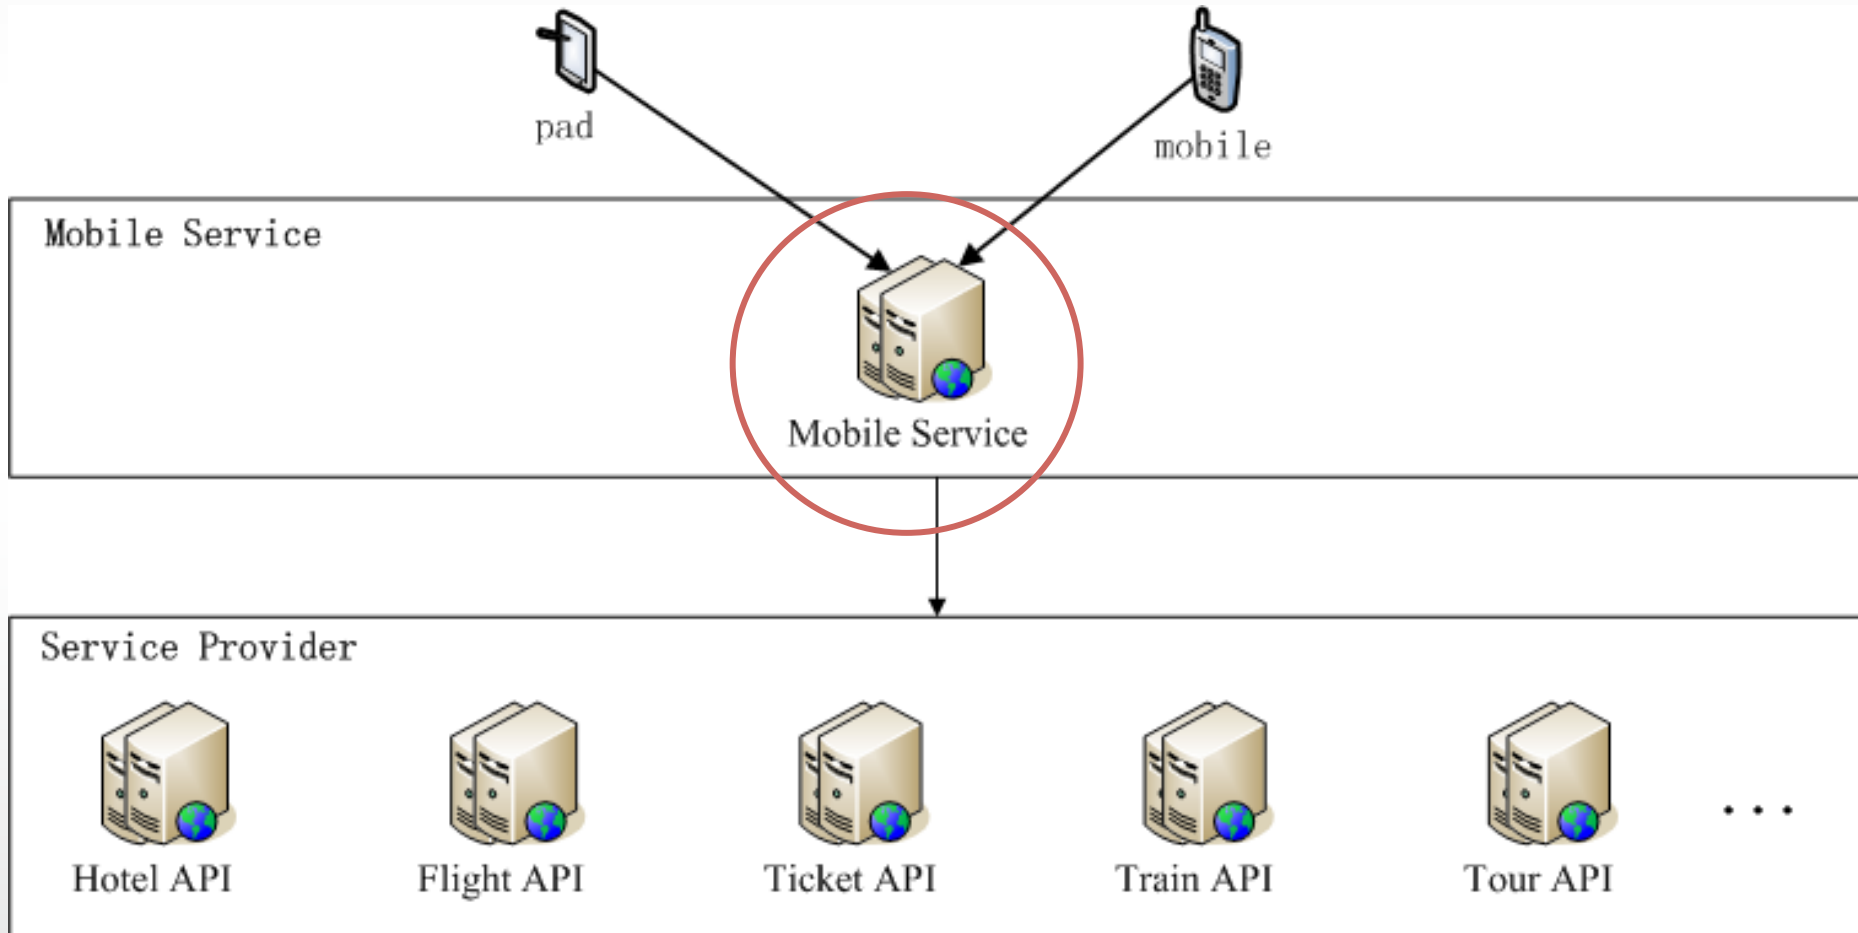 pad
mobile
Mobile Service
Mobile Service
Service Provider
Hotel API
Flight API
Ticket API
Train API
Tour API
...